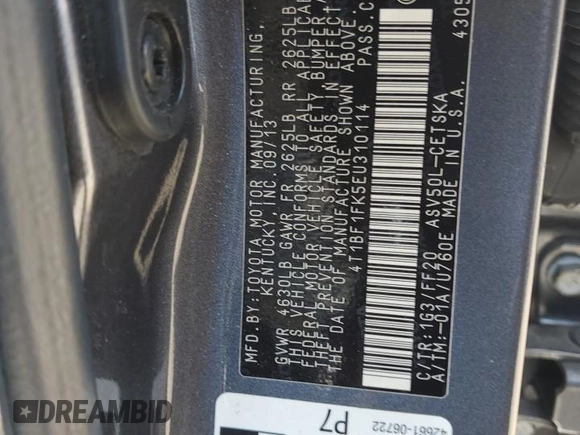 MFD. BY: TOYOTA MOTOR MANUFACTURING,
KENTUCKY, INC. 09/13
GVWR 4630LB GAWR FR 2625LB RR 2625LB
THIS VEHICLE CONFORMS TO ALL APPLICAB
FEDERAL MOTOR VEHICLE SAFETY, BUMPER,
THEFT PREVENTION STANDARDS IN EFFECT
THE DATE OF MANUFACTURE SHOWN ABOVE.
4T1BF1FK5EU310114 PASS.C
C/TR: 1G3/FF20 ASV50L-CETSKA
A/TM: -01A/U760E MADE IN U.S.A.
4305
42661-06722
P7
DREAMBID